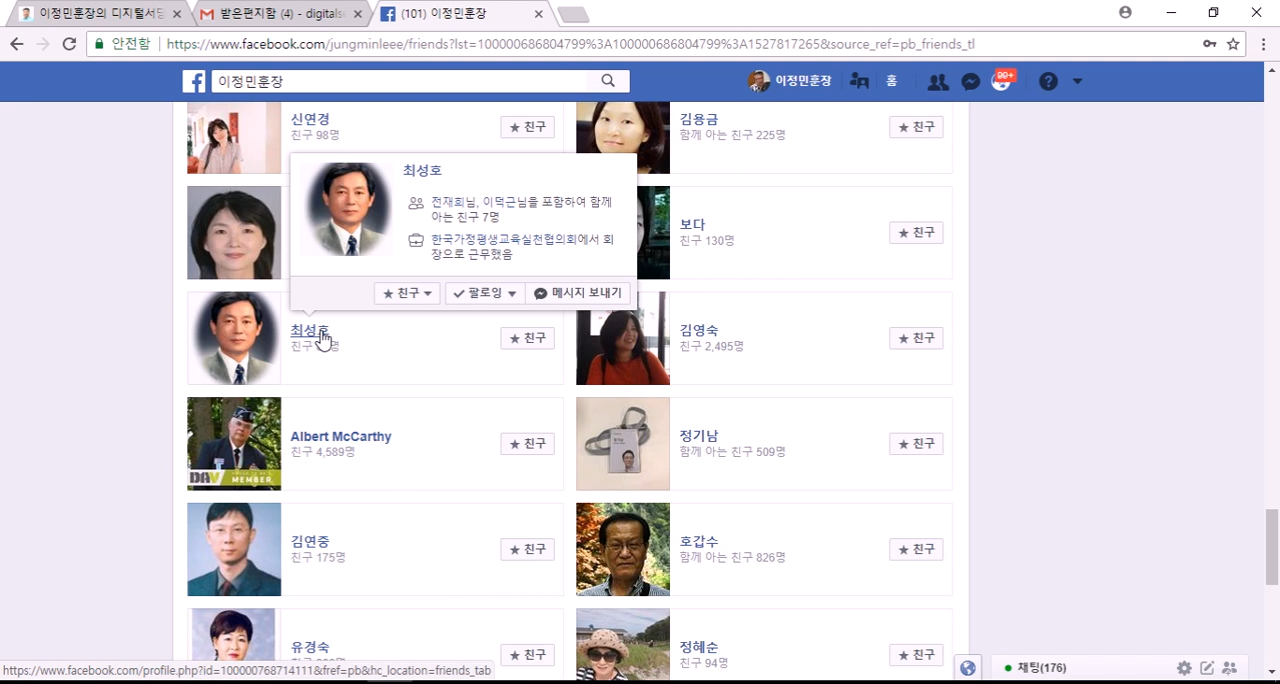 이정민훈장의 디지털서당
받은편지함 (4) - digitalse
(101) 이정민훈장
안전함 https://www.facebook.com/jungminleee/friends?lst=100000686804799%3A100000686804799%3A1527817265&source_ref=pb_friends_tl
이정민훈장
이정민훈장
홈
99+
신연경
친구 98명
친구
김용금
함께 아는 친구 225명
친구
최성호
전재희님, 이덕근님을 포함하여 함께
아는 친구 7명
한국가정평생교육실천협의회에서 회
장으로 근무했음
친구
팔로잉
메시지 보내기
보다
친구 130명
친구
최성호
친구
친구
김영숙
친구 2,495명
친구
Albert McCarthy
친구 4,589명
친구
DAV
MEMBER
정기남
함께 아는 친구 509명
친구
김연중
친구 175명
친구
호갑수
함께 아는 친구 826명
친구
유경숙
친구
정혜순
친구 94명
친구
https://www.facebook.com/profile.php?id=100000768714111&fref=pb&hc_location=friends_tab
채팅(176)